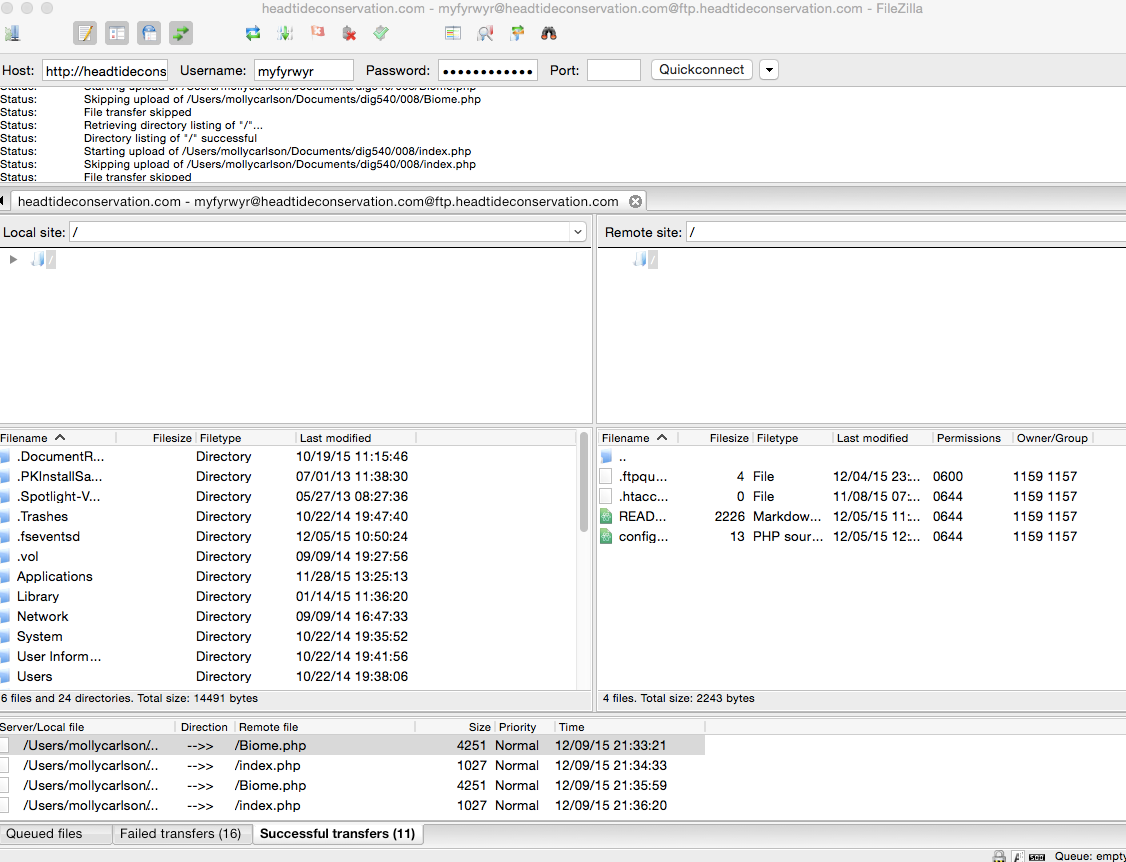 headtideconservation.com - myfyrwyr@headtideconservation.com@ftp.headtideconservation.com - FileZilla
Host: http://headtidecons Username: myfyrwyr Password: ●●●●●●●●●●●● Port: Quickconnect
Status: Starting upload of /Users/mollycarlson/Documents/dig540/008/Biome.php
Status: Skipping upload of /Users/mollycarlson/Documents/dig540/008/Biome.php
Status: File transfer skipped
Status: Retrieving directory listing of "/"...
Status: Directory listing of "/" successful
Status: Starting upload of /Users/mollycarlson/Documents/dig540/008/index.php
Status: Skipping upload of /Users/mollycarlson/Documents/dig540/008/index.php
Status: File transfer skipped
headtideconservation.com - myfyrwyr@headtideconservation.com@ftp.headtideconservation.com
Local site: /
/
Filename Filesize Filetype Last modified
.DocumentR... Directory 10/19/15 11:15:46
.PKInstallSa... Directory 07/01/13 11:38:30
.Spotlight-V... Directory 05/27/13 08:27:36
.Trashes Directory 10/22/14 19:47:40
.fseventsd Directory 12/05/15 10:50:24
.vol Directory 09/09/14 19:27:56
Applications Directory 11/28/15 13:25:13
Library Directory 01/14/15 11:36:20
Network Directory 09/09/14 16:47:33
System Directory 10/22/14 19:35:52
User Inform... Directory 10/22/14 19:41:56
Users Directory 10/22/14 19:38:06
6 files and 24 directories. Total size: 14491 bytes
Remote site: /
/
Filename Filesize Filetype Last modified Permissions Owner/Group
..
.ftpqu... 4 File 12/04/15 23:... 0600 1159 1157
.htacc... 0 File 11/08/15 07:... 0644 1159 1157
READ... 2226 Markdow... 12/05/15 11:... 0644 1159 1157
config... 13 PHP sour... 12/05/15 12:... 0644 1159 1157
4 files. Total size: 2243 bytes
Server/Local file Direction Remote file Size Priority Time
/Users/mollycarlson/.. -->> /Biome.php 4251 Normal 12/09/15 21:33:21
/Users/mollycarlson/.. -->> /index.php 1027 Normal 12/09/15 21:34:33
/Users/mollycarlson/.. -->> /Biome.php 4251 Normal 12/09/15 21:35:59
/Users/mollycarlson/.. -->> /index.php 1027 Normal 12/09/15 21:36:20
Queued files Failed transfers (16) Successful transfers (11)
Queue: empty